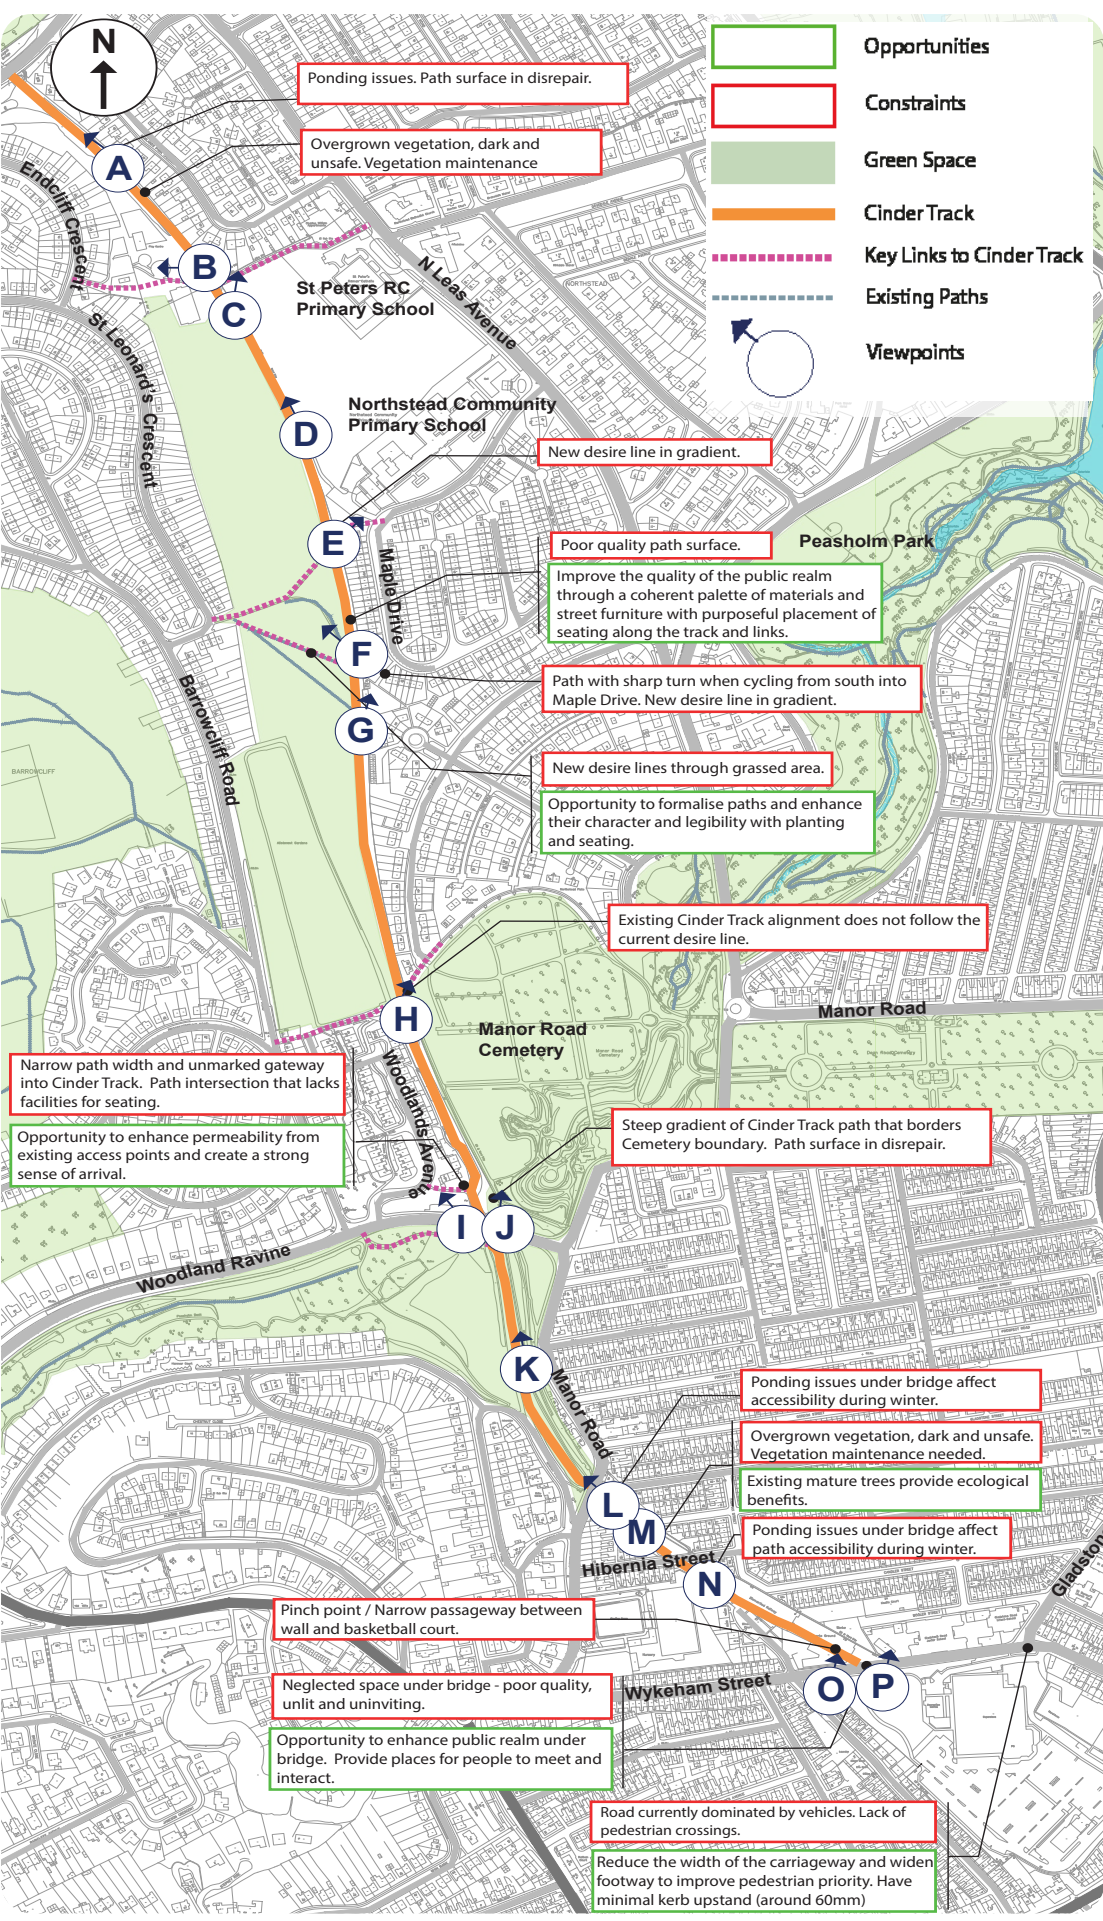 N
Opportunities
Constraints
Green Space
Cinder Track
Key Links to Cinder Track
Existing Paths
Viewpoints
Ponding issues. Path surface in disrepair.
Overgrown vegetation, dark and
unsafe. Vegetation maintenance
A
Endcliff Crescent
B
C
St Peters RC
Primary School
N Leas Avenue
NORTHSTEAD
St Leonard's Crescent
D
Northstead Community
Primary School
New desire line in gradient.
E
Maple Drive
Peasholm Park
Poor quality path surface.
Improve the quality of the public realm
through a coherent palette of materials and
street furniture with purposeful placement of
seating along the track and links.
F
Path with sharp turn when cycling from south into
Maple Drive. New desire line in gradient.
G
Barrowcliff Road
BARROWCLIFF
New desire lines through grassed area.
Opportunity to formalise paths and enhance
their character and legibility with planting
and seating.
Existing Cinder Track alignment does not follow the
current desire line.
H
Manor Road
Manor Road
Cemetery
Narrow path width and unmarked gateway
into Cinder Track. Path intersection that lacks
facilities for seating.
Woodlands Avenue
Opportunity to enhance permeability from
existing access points and create a strong
sense of arrival.
Steep gradient of Cinder Track path that borders
Cemetery boundary. Path surface in disrepair.
I
J
Woodland Ravine
K
Manor Road
Ponding issues under bridge affect
accessibility during winter.
Overgrown vegetation, dark and unsafe.
Vegetation maintenance needed.
Existing mature trees provide ecological
benefits.
L
M
Ponding issues under bridge affect
path accessibility during winter.
Hibernia Street
N
Gladston
Pinch point / Narrow passageway between
wall and basketball court.
O
P
Wykeham Street
Neglected space under bridge - poor quality,
unlit and uninviting.
Opportunity to enhance public realm under
bridge. Provide places for people to meet and
interact.
Road currently dominated by vehicles. Lack of
pedestrian crossings.
Reduce the width of the carriageway and widen
footway to improve pedestrian priority. Have
minimal kerb upstand (around 60mm)